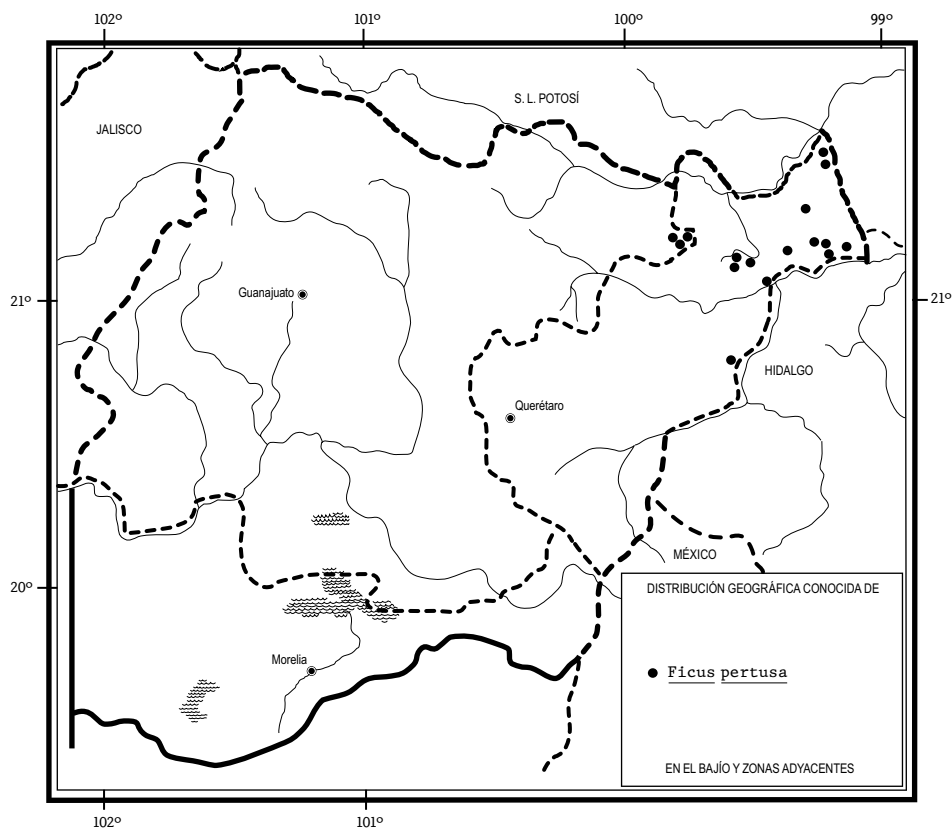 102º 101º 100º 99º
S. L. POTOSÍ
JALISCO
Guanajuato
21º 21º
HIDALGO
Querétaro
MÉXICO
20º
DISTRIBUCIÓN GEOGRÁFICA CONOCIDA DE
Morelia
Ficus pertusa
EN EL BAJÍO Y ZONAS ADYACENTES
102º 101º